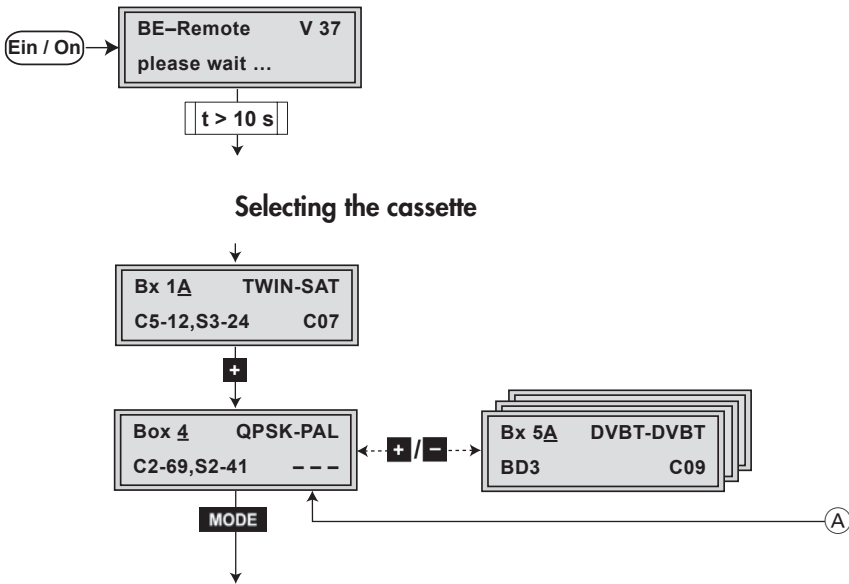 BE–Remote V 37
Ein / On
please wait ...
t > 10 s
Selecting the cassette
Bx 1A TWIN-SAT
C5-12,S3-24 C07
+
Box 4 QPSK-PAL
C2-69,S2-41 – – –
+ / –
Bx 5A DVBT-DVBT
BD3 C09
MODE
A